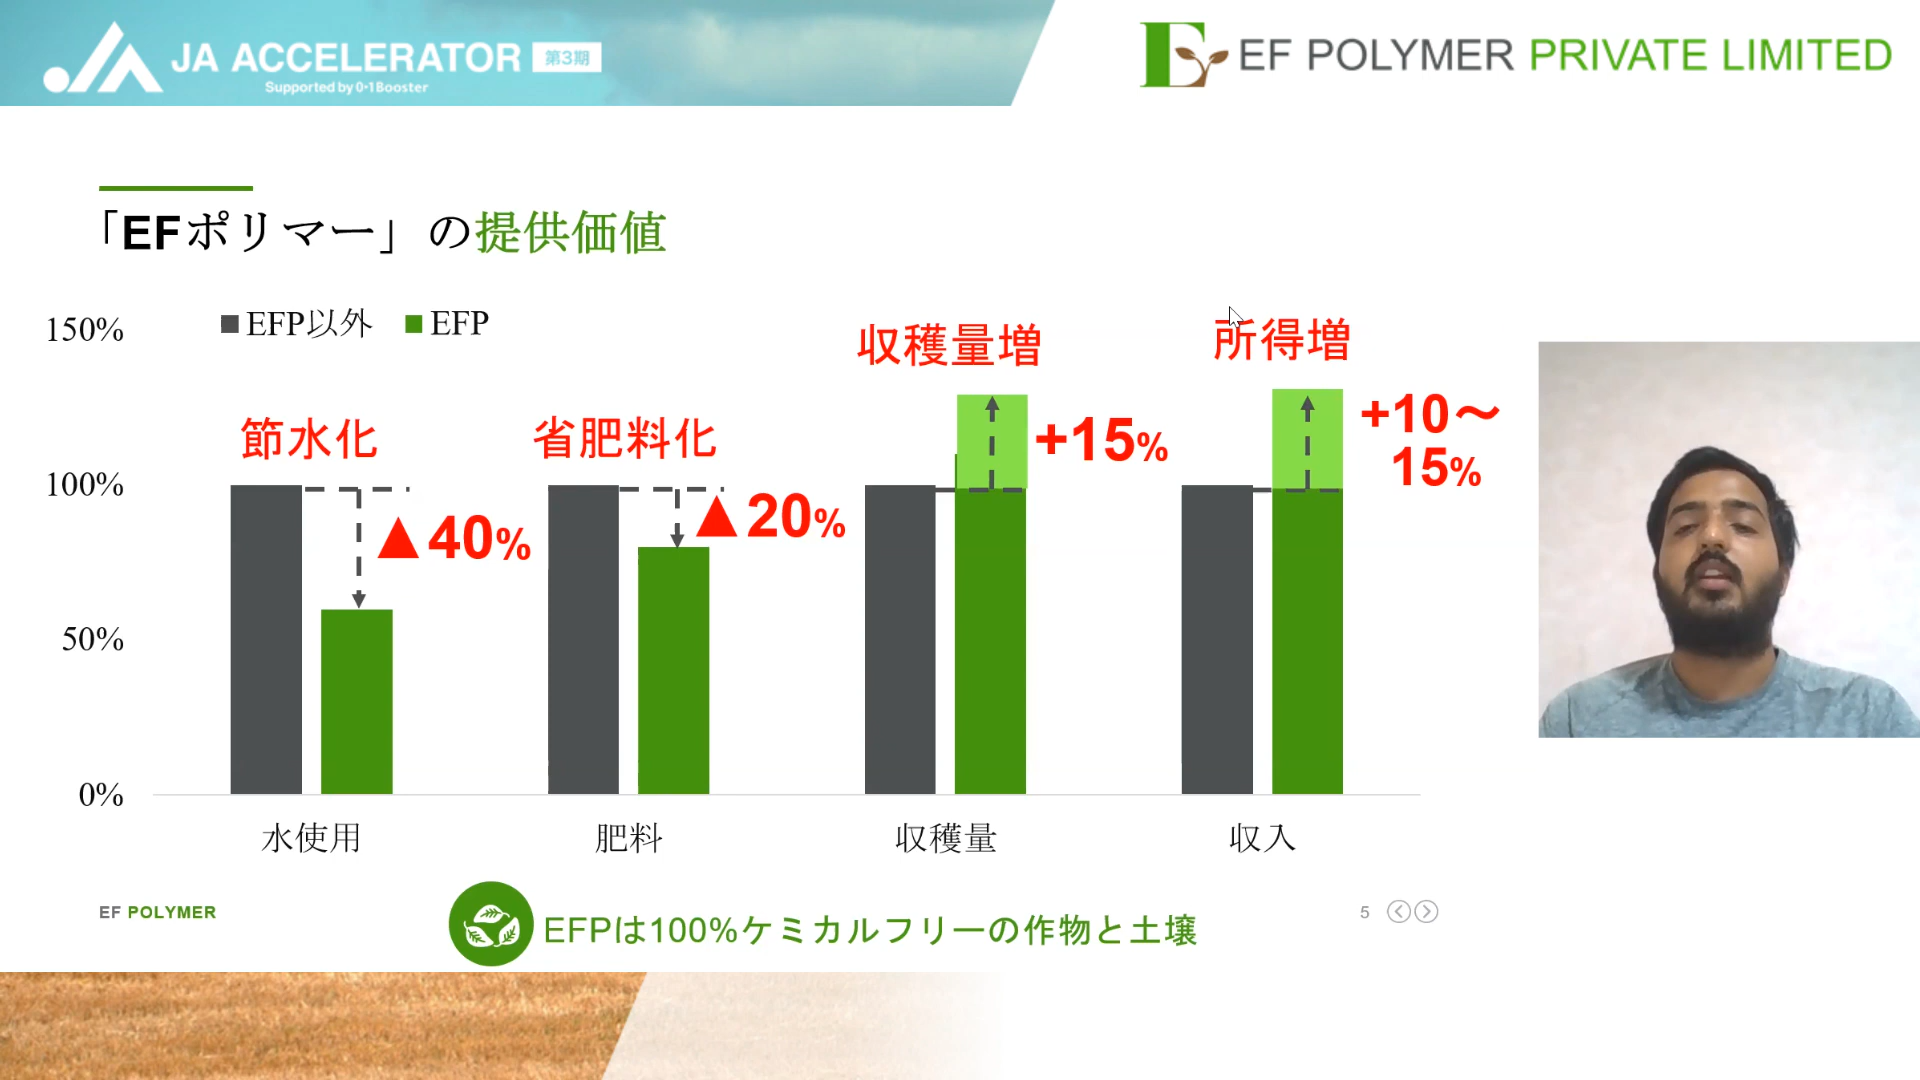 JA ACCELERATOR 第3期
Supported by 0→1Booster
EF POLYMER PRIVATE LIMITED
「EFポリマー」の提供価値
EFP以外 EFP
150%
100%
50%
0%
節水化
▲40%
省肥料化
▲20%
収穫量増
+15%
所得増
+10～
15%
水使用
肥料
収穫量
収入
EF POLYMER
EFPは100%ケミカルフリーの作物と土壌
5